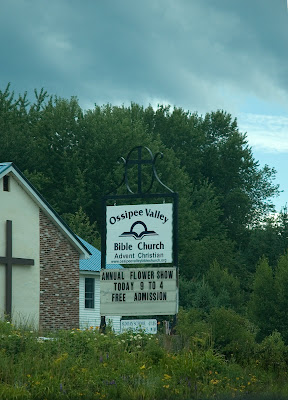 Ossipee Valley
Bible Church
Advent Christian
ANNUAL FLOWER SHOW
TODAY 9 TO 4
FREE ADMISSION